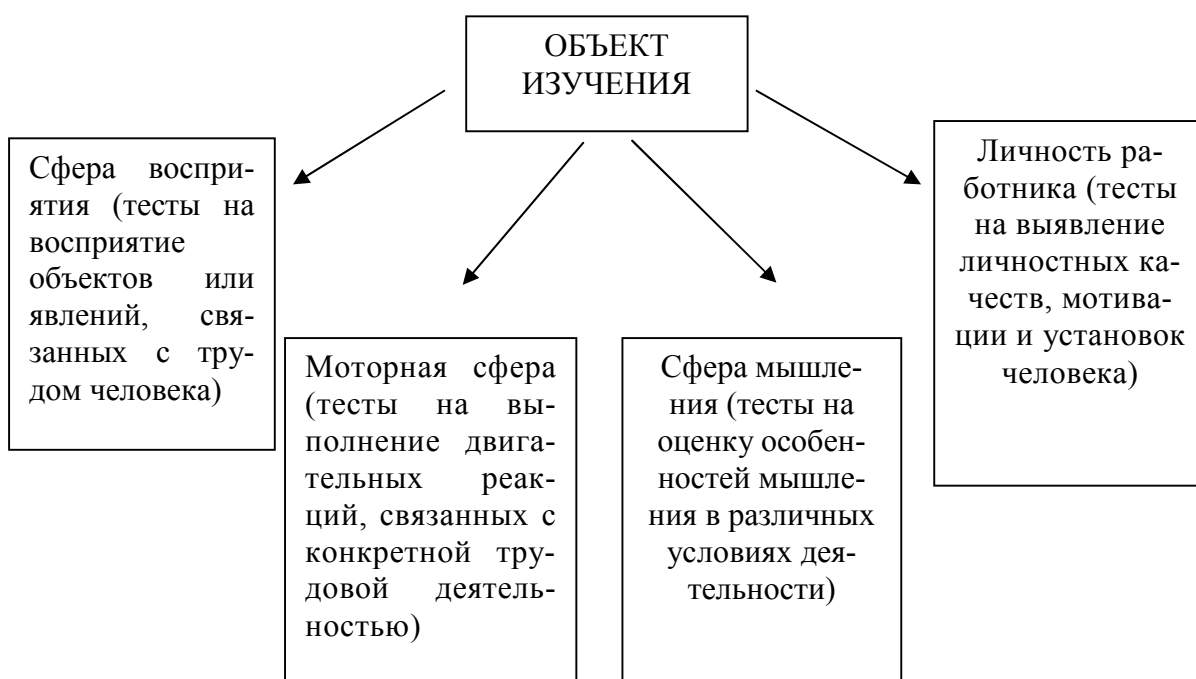 ОБЪЕКТ
ИЗУЧЕНИЯ
Сфера воспри-
ятия (тесты на
восприятие
объектов или
явлений, свя-
занных с тру-
дом человека)
Моторная сфера
(тесты на вы-
полнение двига-
тельных реак-
ций, связанных с
конкретной тру-
довой деятель-
ностью)
Сфера мышле-
ния (тесты на
оценку особен-
ностей мышле-
ния в различных
условиях дея-
тельности)
Личность ра-
ботника (тесты
на выявление
личностных ка-
честв, мотива-
ции и установок
человека)